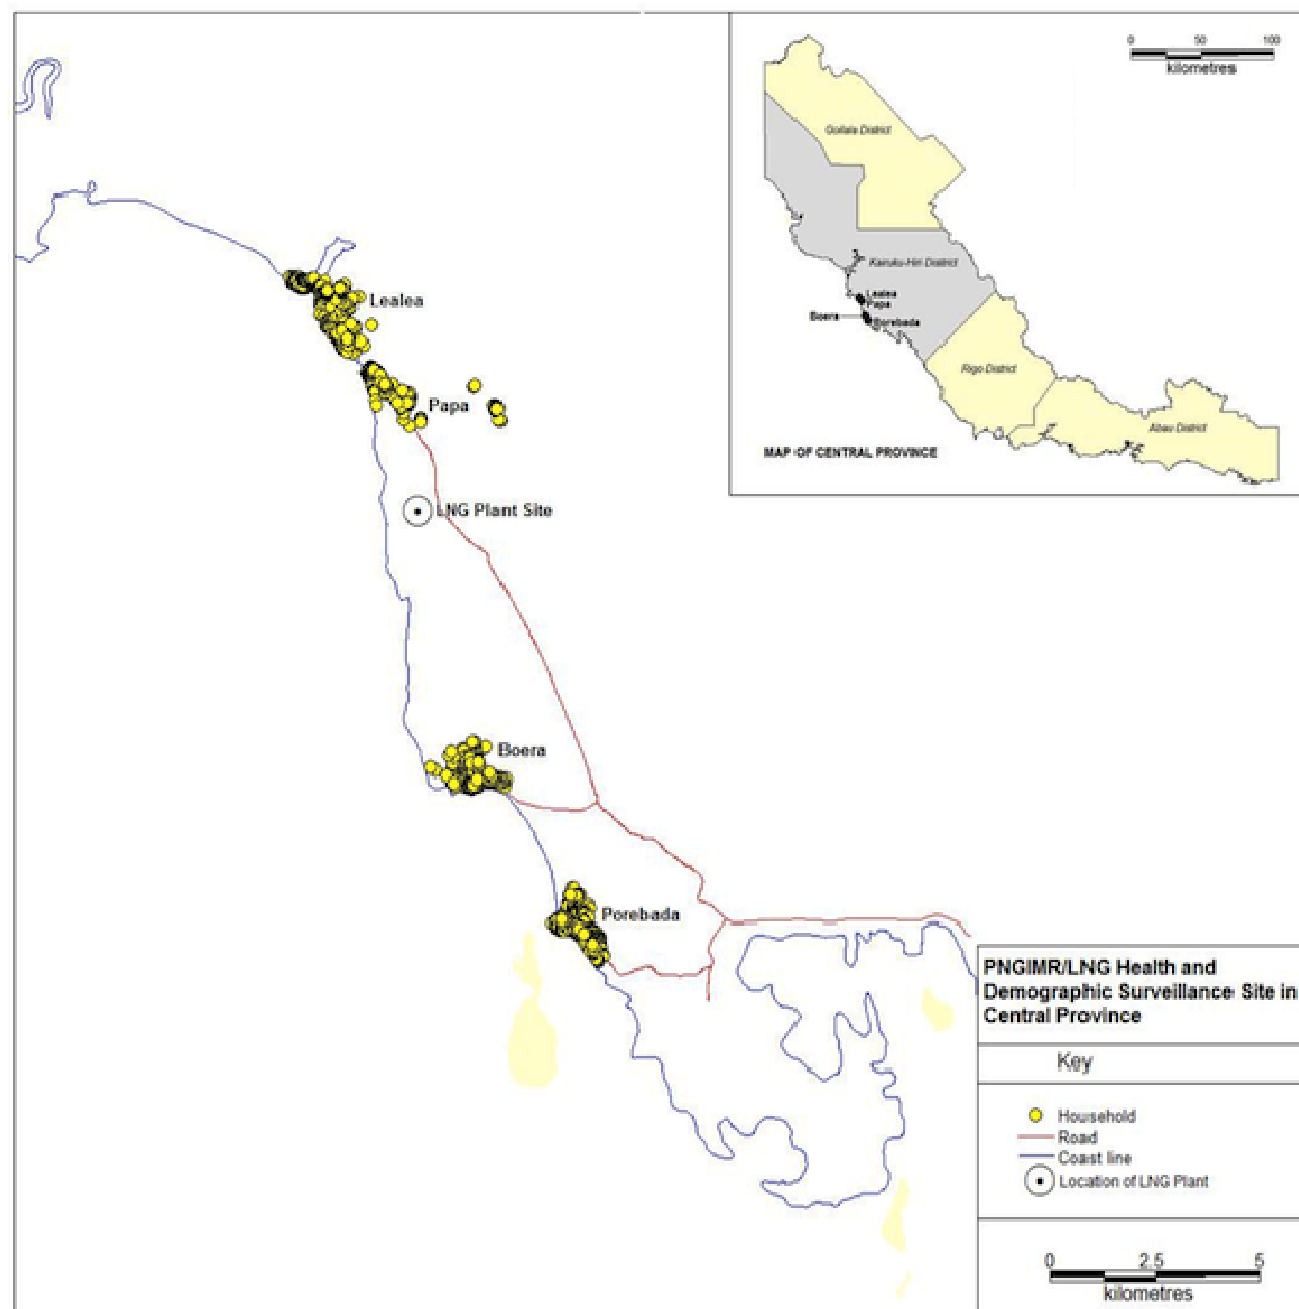 0 50 100
kilometres
Goilala District
Kairuku-Hiri District
Lealea
Papa
Boera
Porebada
Rigo District
Abau District
MAP OF CENTRAL PROVINCE
Lealea
Papa
LNG Plant Site
Boera
Porebada
PNGIMR/LNG Health and
Demographic Surveillance Site in
Central Province
Key
Household
Road
Coast line
Location of LNG Plant
0 2.5 5
kilometres